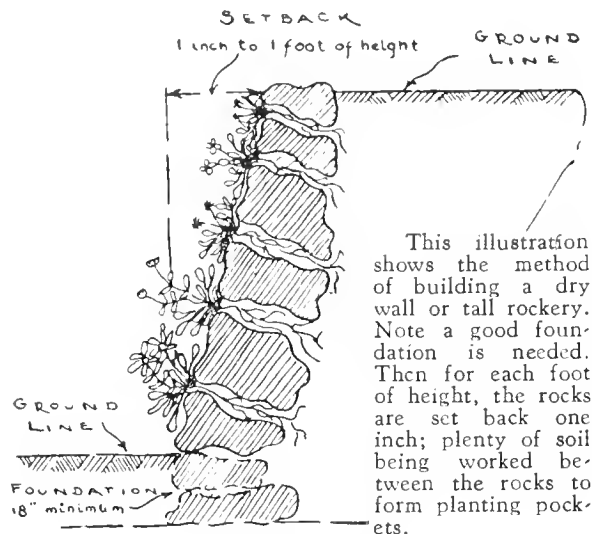 SETBACK
1 inch to 1 foot of height
GROUND
LINE
This illustration
shows the method
of building a dry
wall or tall rockery.
Note a good foun-
dation is needed.
Then for each foot
of height, the rocks
are set back one
inch; plenty of soil
being worked be-
tween the rocks to
form planting pock-
ets.
GROUND
LINE
FOUNDATION
18" minimum